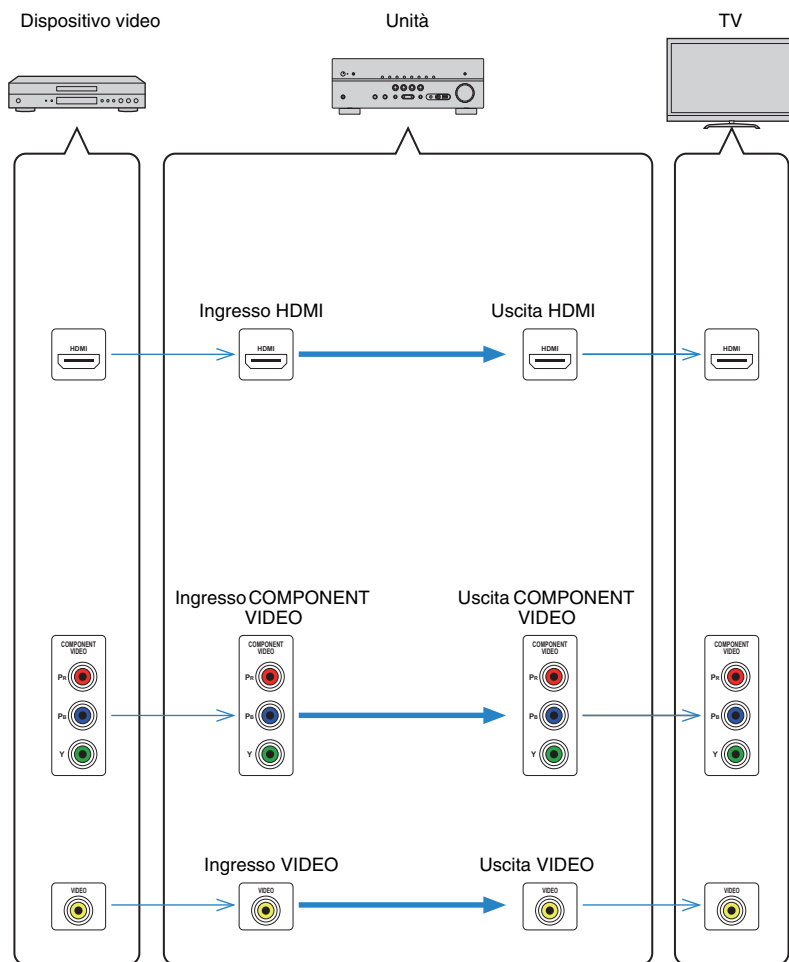 Dispositivo video
Unità
TV
Ingresso HDMI
Uscita HDMI
HDMI
HDMI
HDMI
HDMI
Ingresso COMPONENT
VIDEO
Uscita COMPONENT
VIDEO
COMPONENT
VIDEO
PR
PB
Y
COMPONENT
VIDEO
PR
PB
Y
COMPONENT
VIDEO
PR
PB
Y
COMPONENT
VIDEO
PR
PB
Y
Ingresso VIDEO
Uscita VIDEO
VIDEO
VIDEO
VIDEO
VIDEO